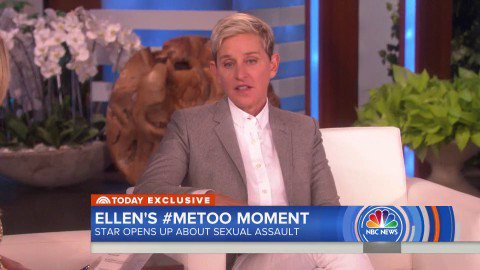 TODAY EXCLUSIVE
ELLEN'S #METOO MOMENT
STAR OPENS UP ABOUT SEXUAL ASSAULT
NBC NEWS